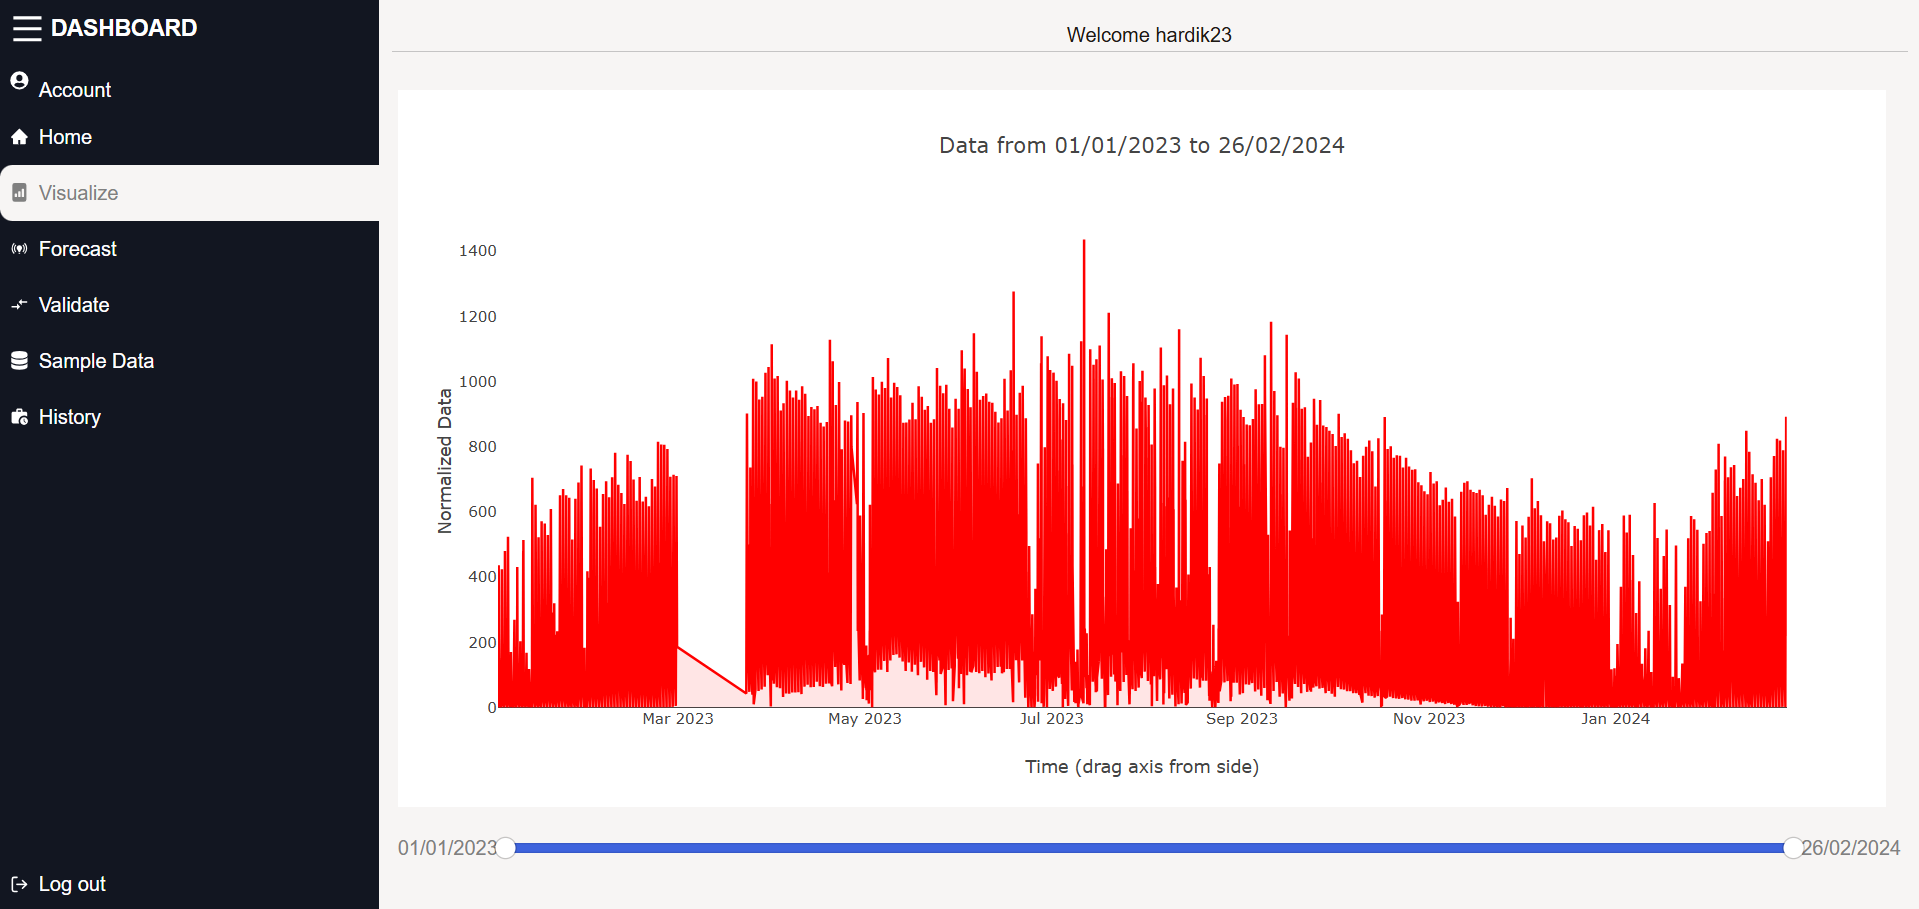 DASHBOARD
Account
Home
Visualize
Forecast
Validate
Sample Data
History
Log out
Welcome hardik23
Data from 01/01/2023 to 26/02/2024
1400
1200
1000
800
600
400
200
0
Normalized Data
Mar 2023 May 2023 Jul 2023 Sep 2023 Nov 2023 Jan 2024
Time (drag axis from side)
01/01/2023 26/02/2024